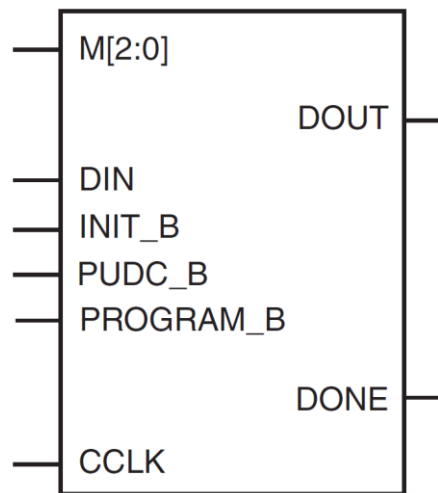 M[2:0]
DOUT
DIN
INIT_B
PUDC_B
PROGRAM_B
DONE
CCLK